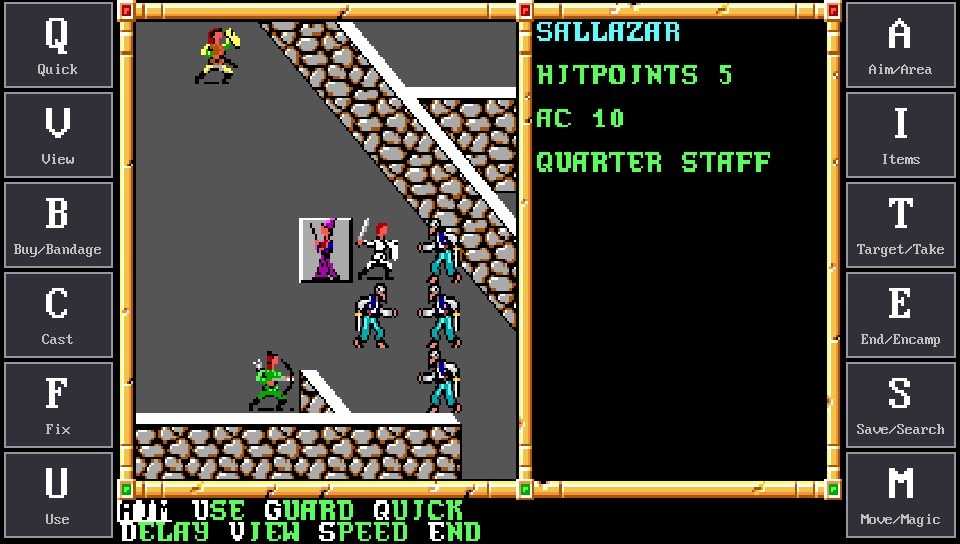 Q
Quick
V
View
B
Buy/Bandage
C
Cast
F
Fix
U
Use
SALLAZAR
HITPOINTS 5
AC 10
QUARTER STAFF
AIM USE GUARD QUICK
DELAY VIEW SPEED END
A
Aim/Area
I
Items
T
Target/Take
E
End/Encamp
S
Save/Search
M
Move/Magic